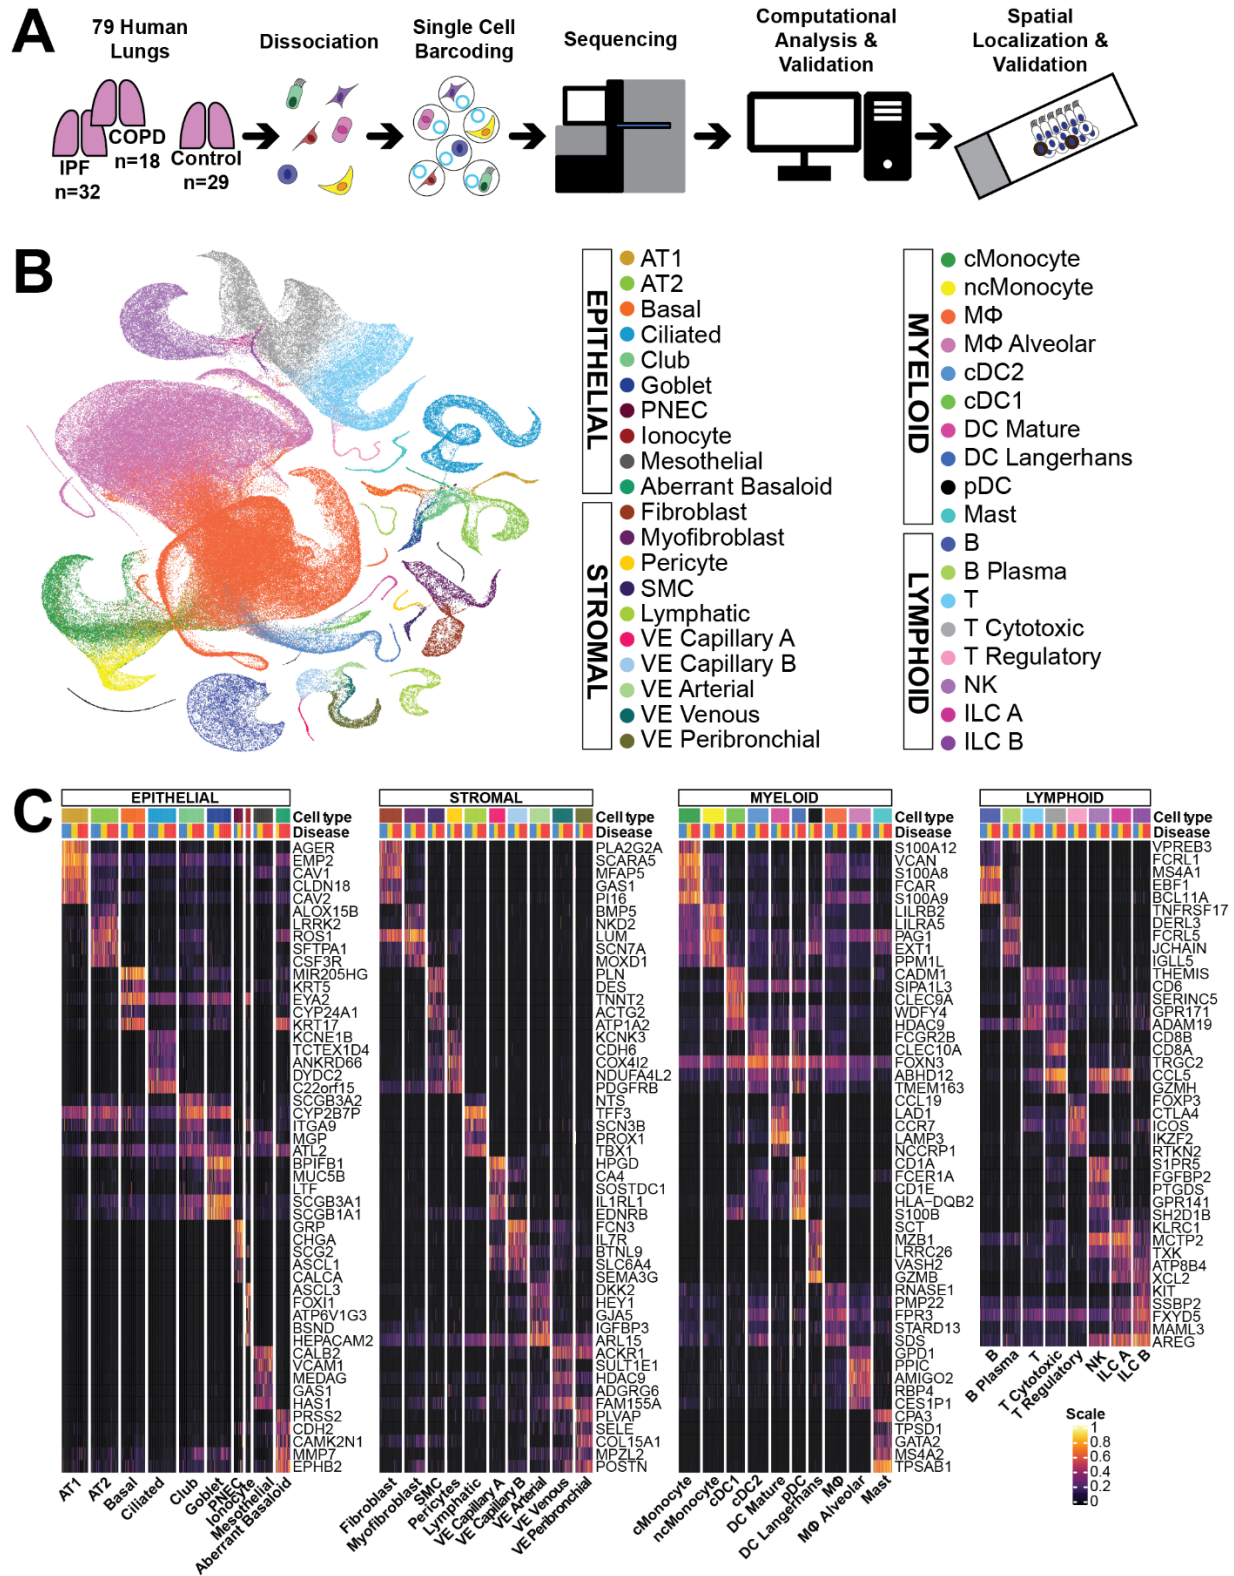 A
79 Human
Lungs
Dissociation
Single Cell
Barcoding
Sequencing
Computational
Analysis &
Validation
Spatial
Localization &
Validation
COPD
n=18
IPF
n=32
Control
n=29
B
EPITHELIAL
AT1
AT2
Basal
Ciliated
Club
Goblet
PNEC
Ionocyte
Mesothelial
Aberrant Basaloid
STROMAL
Fibroblast
Myofibroblast
Pericyte
SMC
Lymphatic
VE Capillary A
VE Capillary B
VE Arterial
VE Venous
VE Peribronchial
MYELOID
cMonocyte
ncMonocyte
MΦ
MΦ Alveolar
cDC2
cDC1
DC Mature
DC Langerhans
pDC
Mast
LYMPHOID
B
B Plasma
T
T Cytotoxic
T Regulatory
NK
ILC A
ILC B
C
EPITHELIAL
Cell type
Disease
AGER
EMP2
CAV1
CLDN18
CAV2
ALOX15B
LRRK2
ROS1
SFTPA1
CSF3R
MIR205HG
KRT5
EYA2
CYP24A1
KRT17
KCNE1B
TCTEX1D4
ANKRD66
DYDC2
C22orf15
SCGB3A2
CYP2B7P
ITGA9
MGP
ATL2
BPIFB1
MUC5B
LTF
SCGB3A1
SCGB1A1
GRP
CHGA
SCG2
ASCL1
CALCA
ASCL3
FOXI1
ATP6V1G3
BSND
HEPACAM2
CALB2
VCAM1
MEDAG
GAS1
HAS1
PRSS2
CDH2
CAMK2N1
MMP7
EPHB2
AT1
AT2
Basal
Ciliated
Club
Goblet
PNEC
Ionocyte
Mesothelial
Aberrant Basaloid
STROMAL
Cell type
Disease
PLA2G2A
SCARA5
MFAP5
GAS1
PI16
BMP5
NKD2
LUM
SCN7A
MOXD1
PLN
DES
TNNT2
ACTG2
ATP1A2
KCNK3
CDH6
COX4I2
NDUFA4L2
PDGFRB
NTS
TFF3
SCN3B
PROX1
TBX1
HPGD
CA4
SOSTDC1
IL1RL1
EDNRB
FCN3
IL7R
BTNL9
SLC6A4
SEMA3G
DKK2
HEY1
GJA5
IGFBP3
ARL15
ACKR1
SULT1E1
HDAC9
ADGRG6
FAM155A
PLVAP
SELE
COL15A1
MPZL2
POSTN
Fibroblast
Myofibroblast
SMC
Pericytes
Lymphatic
VE Capillary A
VE Capillary B
VE Arterial
VE Venous
VE Peribronchial
MYELOID
Cell type
Disease
S100A12
VCAN
S100A8
FCAR
S100A9
LILRB2
LILRA5
PAG1
EXT1
PPM1L
CADM1
SIPA1L3
CLEC9A
WDFY4
HDAC9
FCGR2B
CLEC10A
FOXN3
ABHD12
TMEM163
CCL19
LAD1
CCR7
LAMP3
NCCRP1
CD1A
FCER1A
CD1E
HLA-DQB2
S100B
SCT
MZB1
LRRC26
VASH2
GZMB
RNASE1
PMP22
FPR3
STARD13
SDS
GPD1
PPIC
AMIGO2
RBP4
CES1P1
CPA3
TPSD1
GATA2
MS4A2
TPSAB1
cMonocyte
ncMonocyte
cDC1
cDC2
DC Mature
pDC
DC Langerhans
MΦ
MΦ Alveolar
Mast
LYMPHOID
Cell type
Disease
VPREB3
FCRL1
MS4A1
EBF1
BCL11A
TNFRSF17
DERL3
FCRL5
JCHAIN
IGLL5
THEMIS
CD6
SERINC5
GPR171
ADAM19
CD8B
CD8A
TRGC2
CCL5
GZMH
FOXP3
CTLA4
ICOS
IKZF2
RTKN2
S1PR5
FGFBP2
PTGDS
GPR141
SH2D1B
KLRC1
MCTP2
TXK
ATP8B4
XCL2
KIT
SSBP2
FXYD5
MAML3
AREG
B
B Plasma
T
T Cytotoxic
T Regulatory
NK
ILC A
ILC B
Scale
1
0.8
0.6
0.4
0.2
0